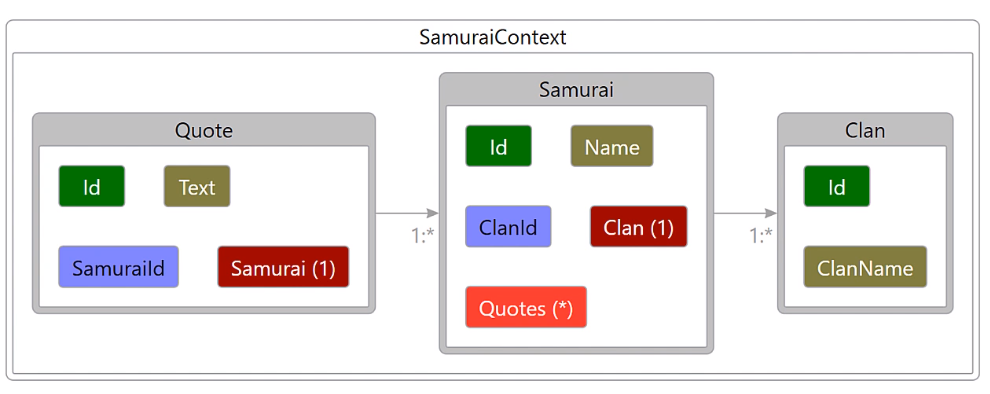 SamuraiContext
Quote
Id
Text
SamuraiId
Samurai (1)
1:*
Samurai
Id
Name
ClanId
Clan (1)
Quotes (*)
1:*
Clan
Id
ClanName